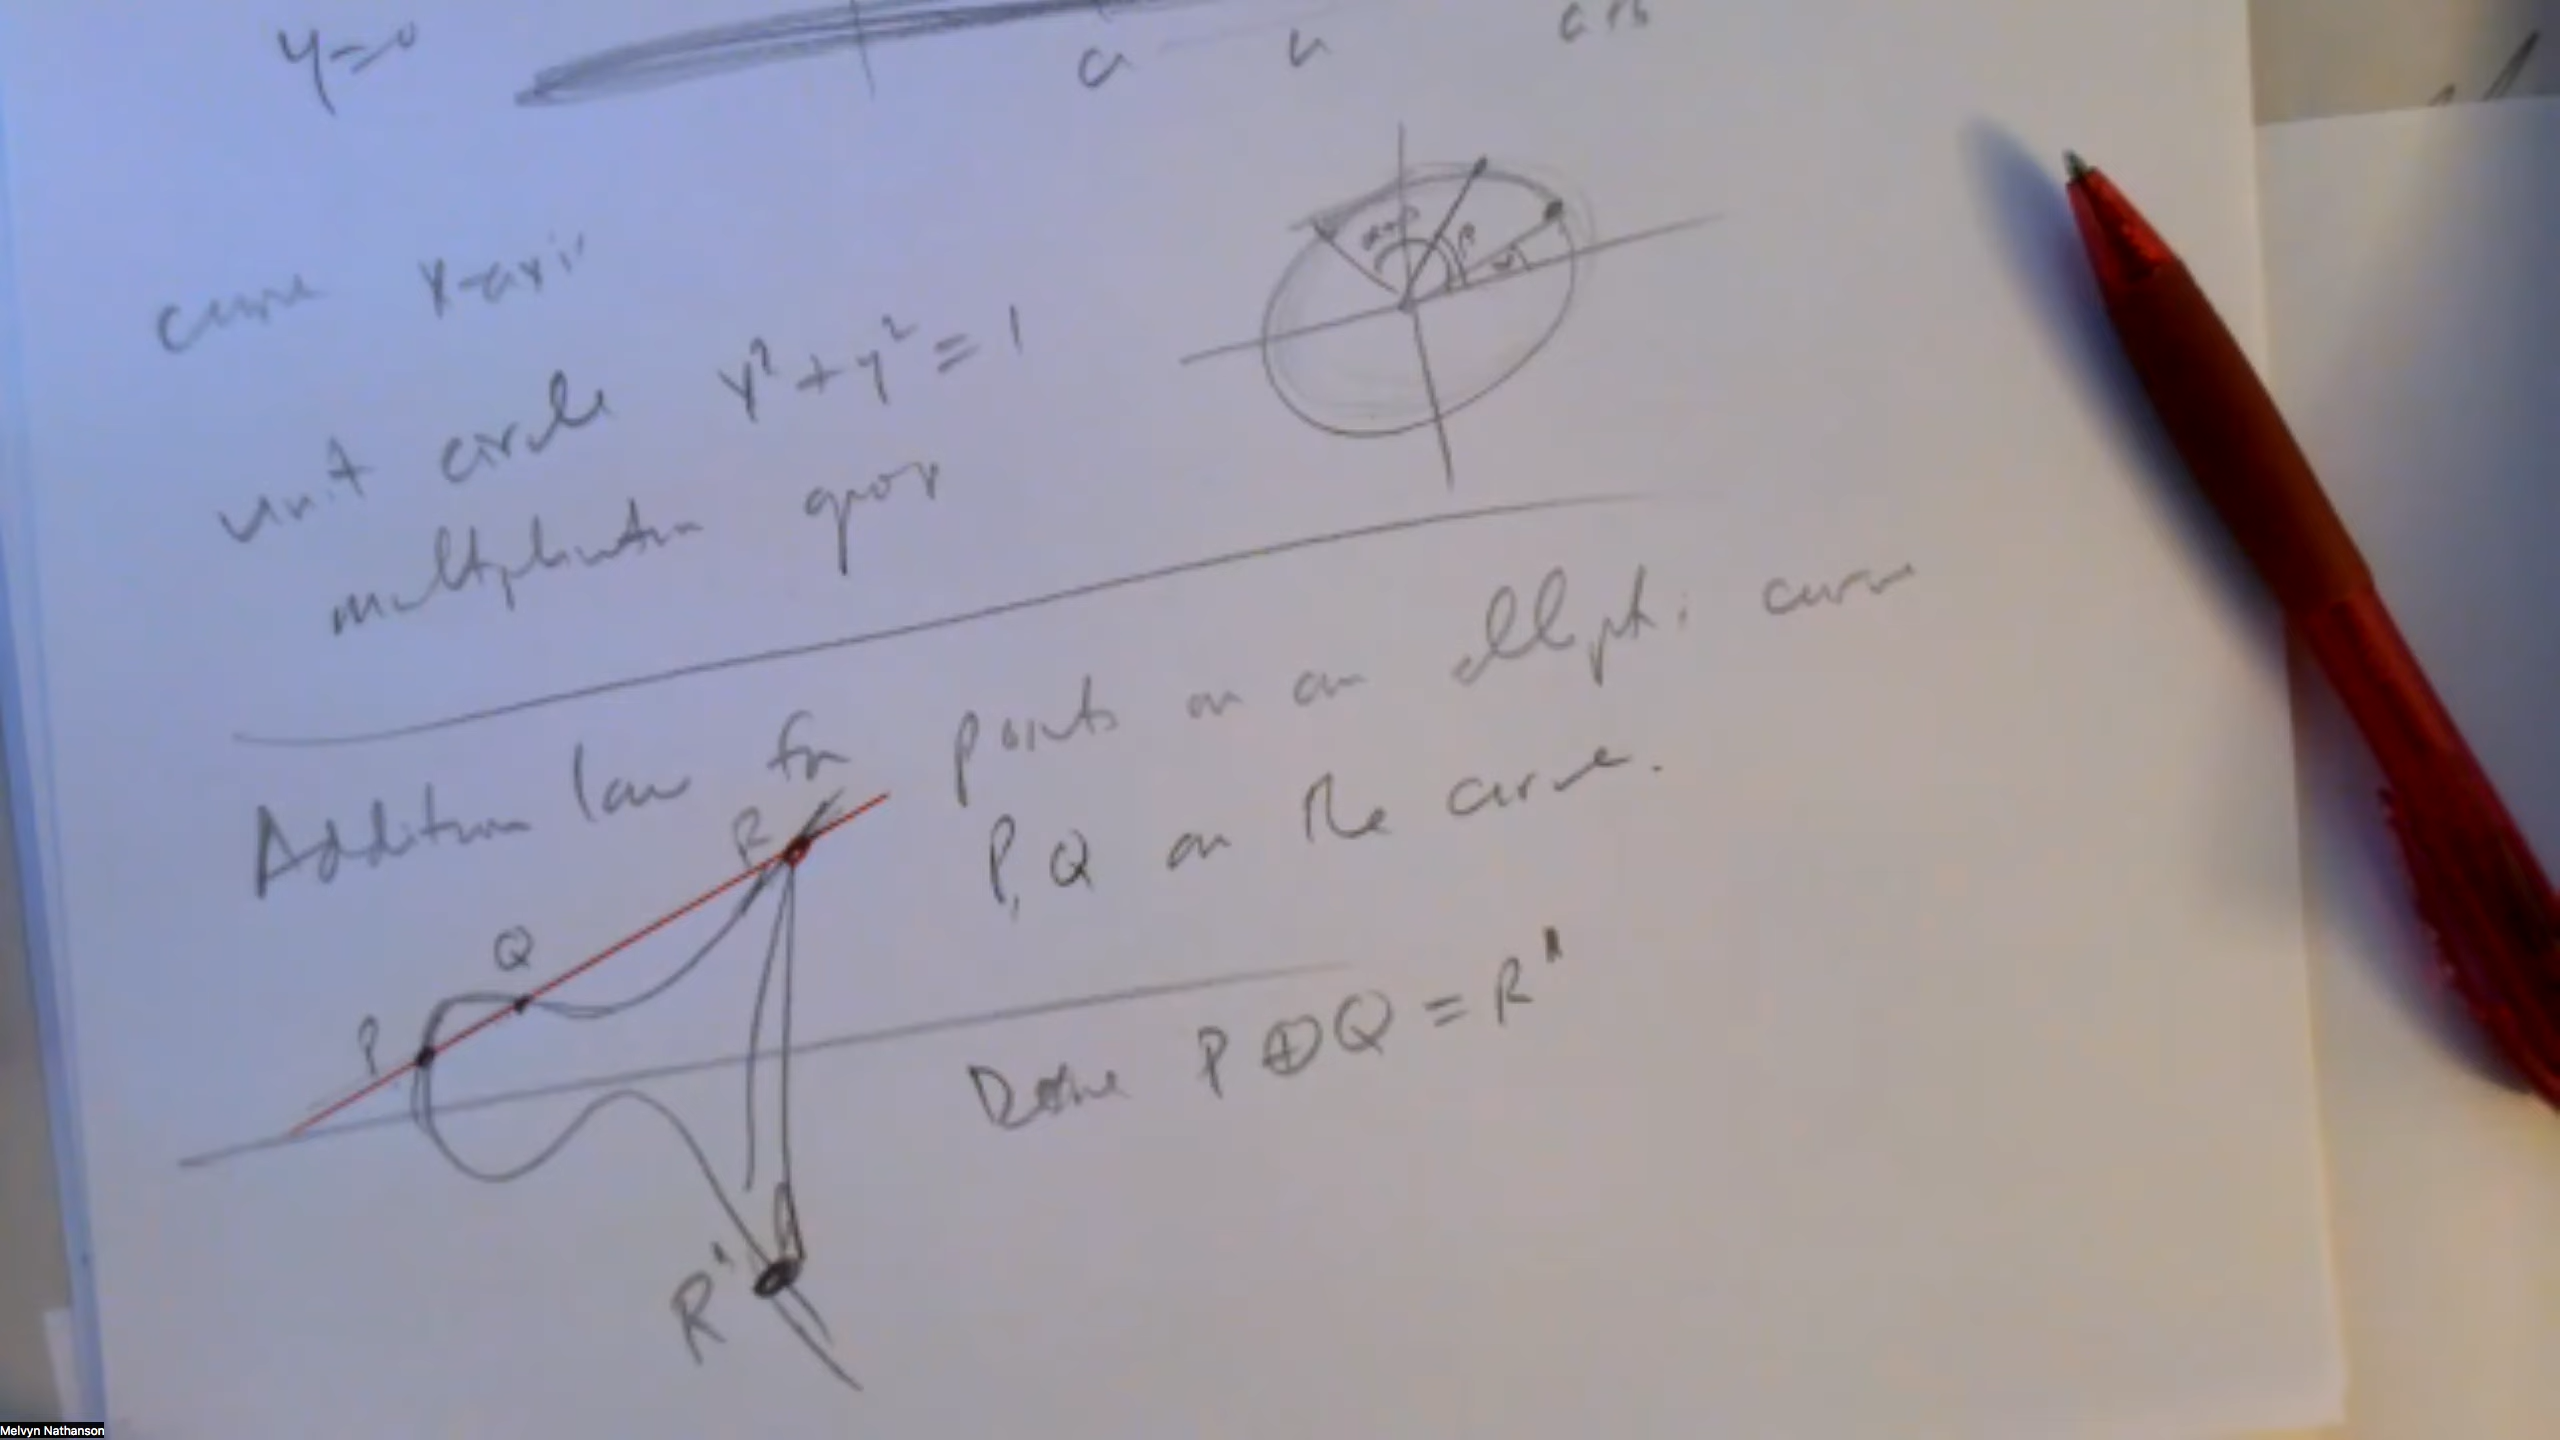 y=0
a
curve x-axis
unit circle x² + y² = 1
multiplication group
α+β β α
Addition law for points on an elliptic curve
P, Q on the curve.
R
Q
P
Define P ⊕ Q = R*
R*
Melvyn Nathanson